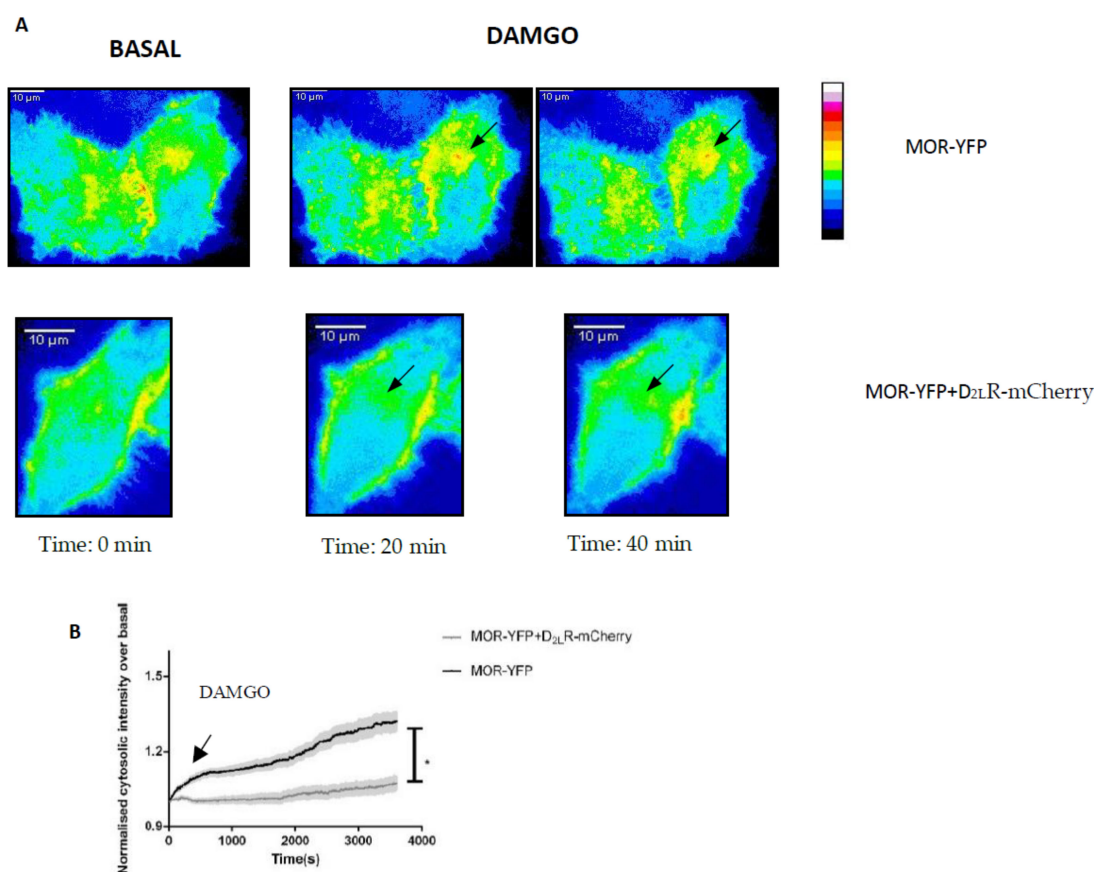 A
BASAL
DAMGO
10 μm
10 μm
10 μm
MOR-YFP
10 μm
10 μm
10 μm
MOR-YFP+D₂LR-mCherry
Time: 0 min
Time: 20 min
Time: 40 min
B
Normalised cytosolic intensity over basal
MOR-YFP+D₂LR-mCherry
MOR-YFP
1.5
DAMGO
1.2
*
0.9
0
1000
2000
3000
4000
Time(s)